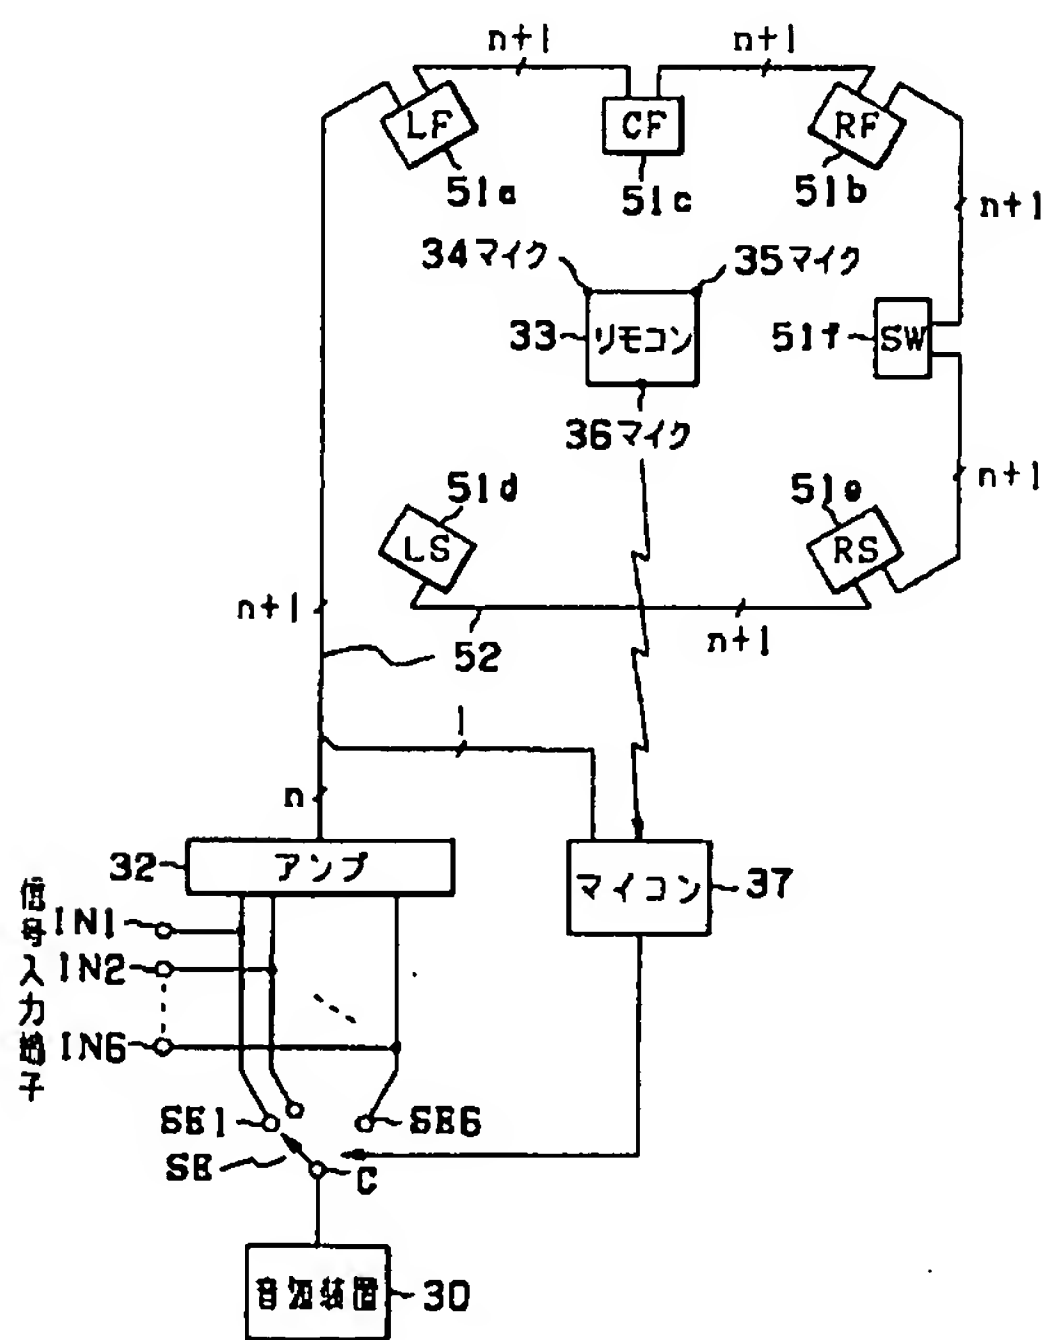 n+1 n+1
LF CF RF
51a 51c 51b
n+1
34マイク 35マイク
33 リモコン 51f SW
36マイク
51d 51e
LS RS n+1
n+1 n+1
52
1
n
32 アンプ マイコン 37
信号入力端子
IN1
IN2
IN6
SE1 SE6
SE C
音源装置 30